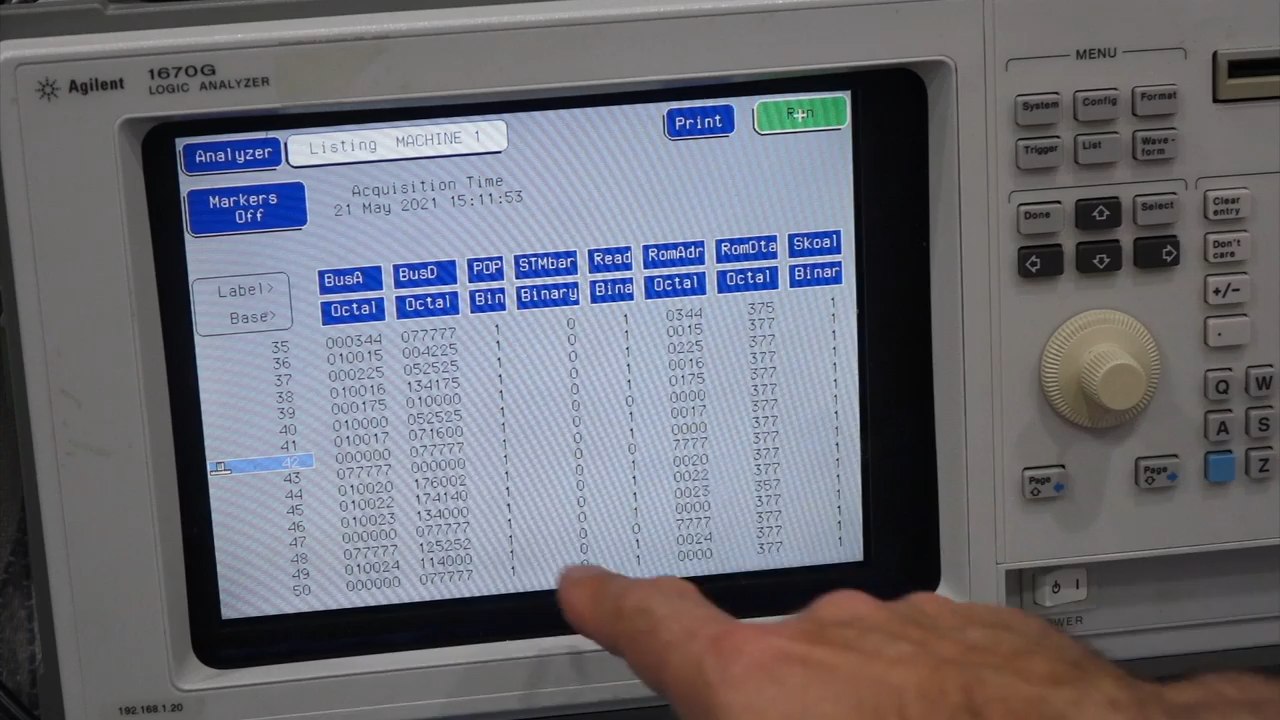 Agilent 1670G
LOGIC ANALYZER
Analyzer Listing MACHINE 1 Print Run
Markers Off
Acquisition Time
21 May 2021 15:11:53
Label> BusA BusD POP STMbar Read RomAdr RomDta Skoal
Base> Octal Octal Bin Binary Bina Octal Octal Binar
35 000344 077777 1 0 1 0344 375 1
36 010015 004225 1 0 1 0015 377 1
37 000225 052525 1 0 1 0225 377 1
38 010016 134175 1 0 1 0016 377 1
39 000175 010000 1 0 1 0175 377 1
40 010000 052525 1 0 0 0000 377 1
41 010017 071600 1 0 1 0017 377 1
42 000000 077777 1 0 1 0000 377 1
43 077777 000000 1 0 0 7777 377 1
44 010020 176002 1 0 1 0020 377 1
45 010022 174140 1 0 1 0022 377 1
46 010023 134000 1 0 1 0023 357 1
47 000000 077777 1 0 1 0000 377 1
48 077777 125252 1 0 0 7777 377 1
49 010024 114000 1 0 1 0024 377 1
50 000000 077777 1 0 1 0000 377 1
192.168.1.20
MENU
System Config Format
Trigger List Wave-form
Done Select
Clear entry
Don't care
+/-
.
Q W
A S
Z
Page Page